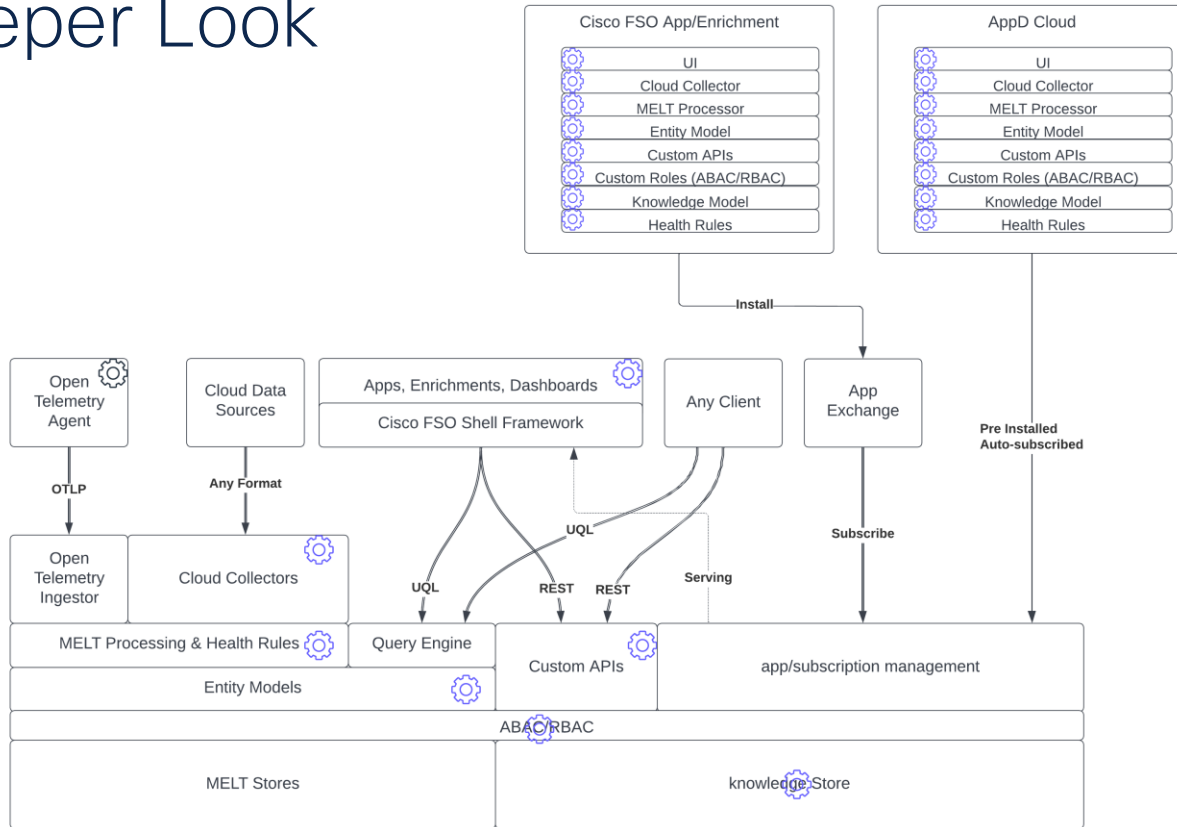 eper Look
Cisco FSO App/Enrichment
UI
Cloud Collector
MELT Processor
Entity Model
Custom APIs
Custom Roles (ABAC/RBAC)
Knowledge Model
Health Rules
AppD Cloud
UI
Cloud Collector
MELT Processor
Entity Model
Custom APIs
Custom Roles (ABAC/RBAC)
Knowledge Model
Health Rules
Install
Open
Telemetry
Agent
Cloud Data
Sources
Apps, Enrichments, Dashboards
Cisco FSO Shell Framework
Any Client
App
Exchange
Pre Installed
Auto-subscribed
OTLP
Any Format
UQL
Subscribe
Open
Telemetry
Ingestor
Cloud Collectors
UQL
REST
REST
Serving
MELT Processing & Health Rules
Query Engine
Custom APIs
app/subscription management
Entity Models
ABAC/RBAC
MELT Stores
knowledge Store